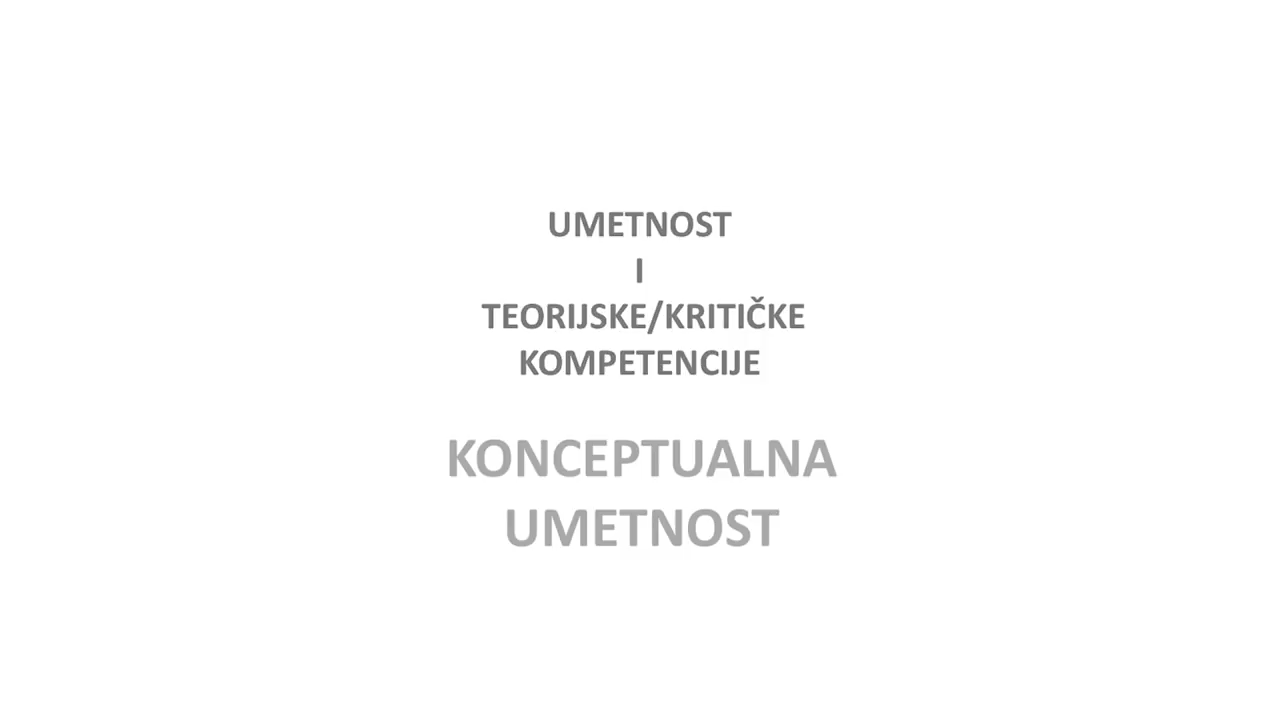 UMETNOST
I
TEORIJSKE/KRITIČKE
KOMPETENCIJE
KONCEPTUALNA
UMETNOST